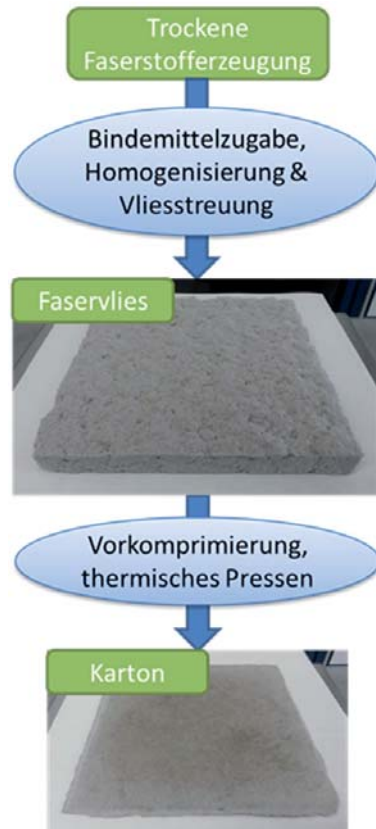 Trockene
Faserstofferzeugung
Bindemittelzugabe,
Homogenisierung &
Vliesstreuung
Faservlies
Vorkomprimierung,
thermisches Pressen
Karton